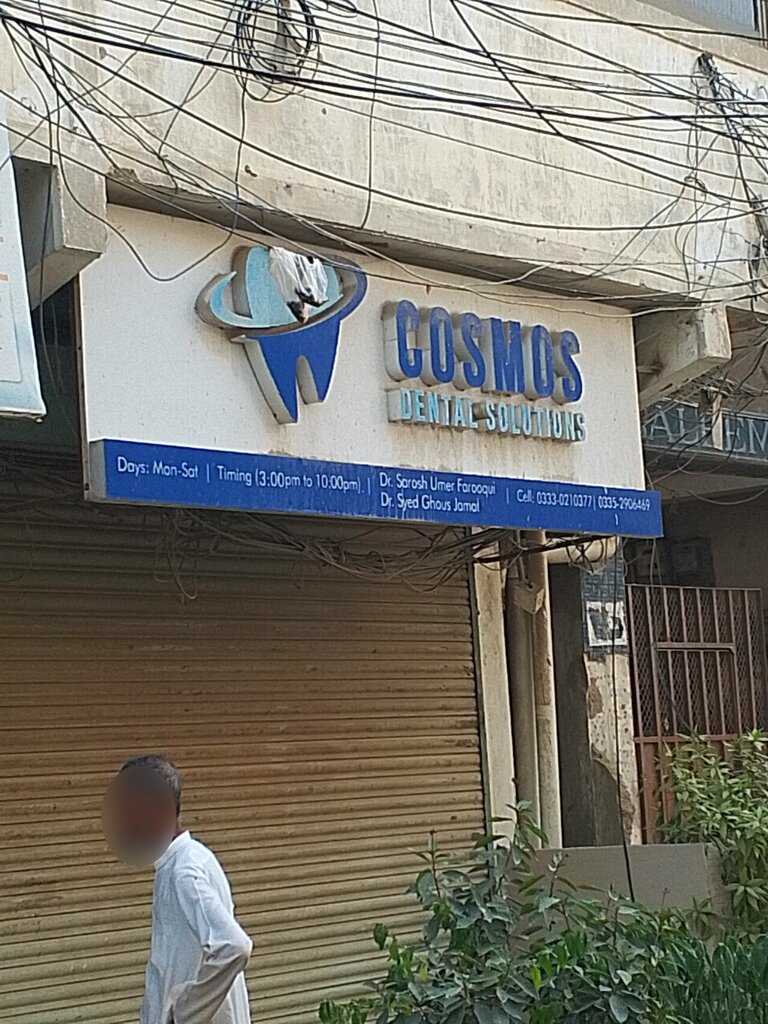 COSMOS
DENTAL SOLUTIONS
Days: Mon-Sat | Timing (3:00pm to 10:00pm) | Dr. Sarosh Umer Farooqui | Cell: 0333-0210377 | 0335-2906469
Dr. Syed Ghous Jamal